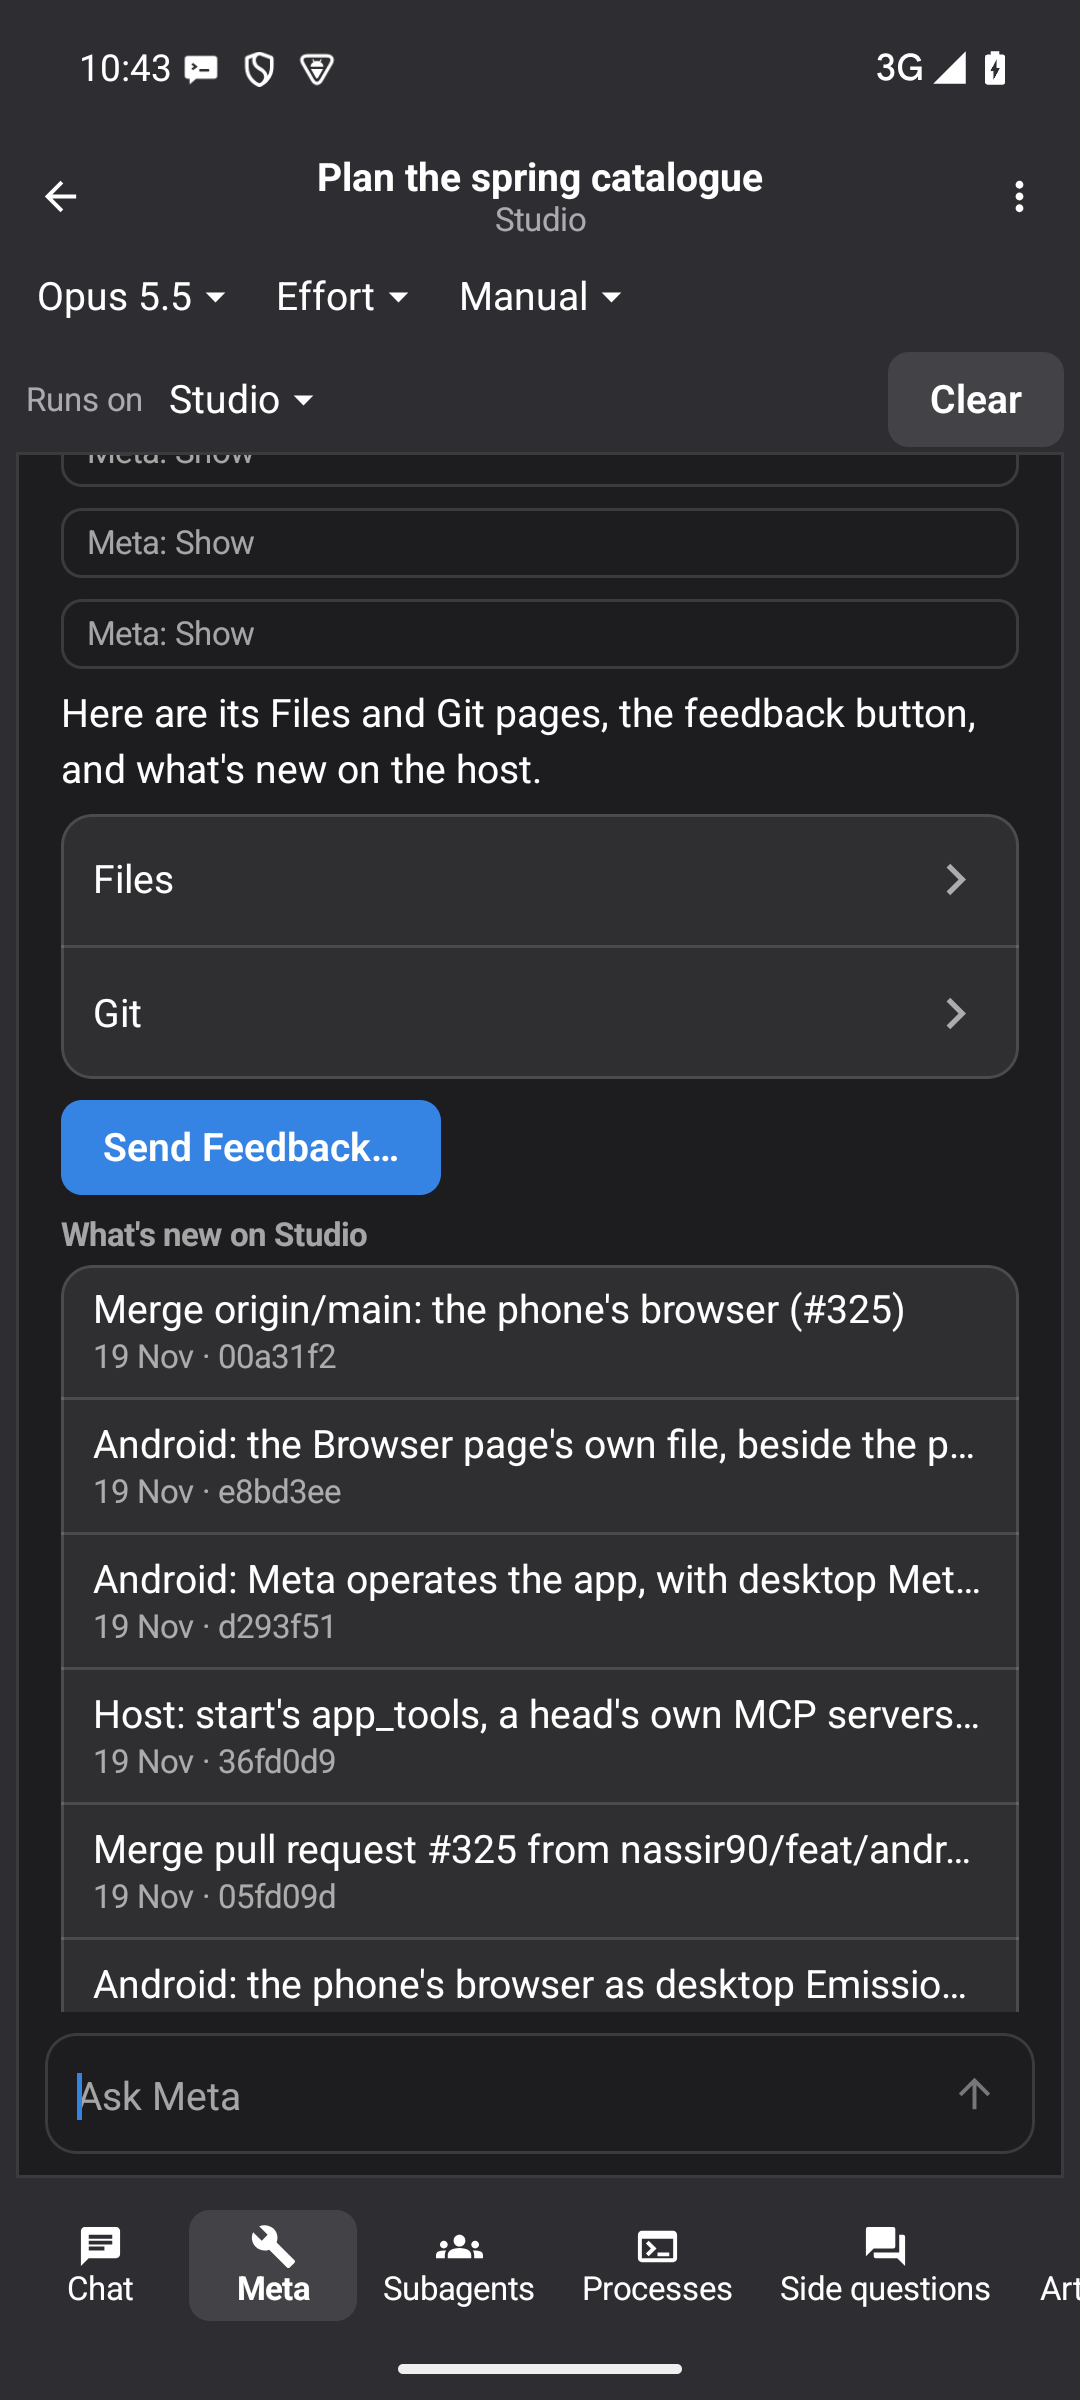 10:43
3G
Plan the spring catalogue
Studio
Opus 5.5
Effort
Manual
Runs on
Studio
Clear
Meta: Show
Meta: Show
Meta: Show
Here are its Files and Git pages, the feedback button,
and what's new on the host.
Files
Git
Send Feedback...
What's new on Studio
Merge origin/main: the phone's browser (#325)
19 Nov · 00a31f2
Android: the Browser page's own file, beside the p...
19 Nov · e8bd3ee
Android: Meta operates the app, with desktop Met...
19 Nov · d293f51
Host: start's app_tools, a head's own MCP servers...
19 Nov · 36fd0d9
Merge pull request #325 from nassir90/feat/andr...
19 Nov · 05fd09d
Android: the phone's browser as desktop Emissio...
Ask Meta
Chat
Meta
Subagents
Processes
Side questions
Art